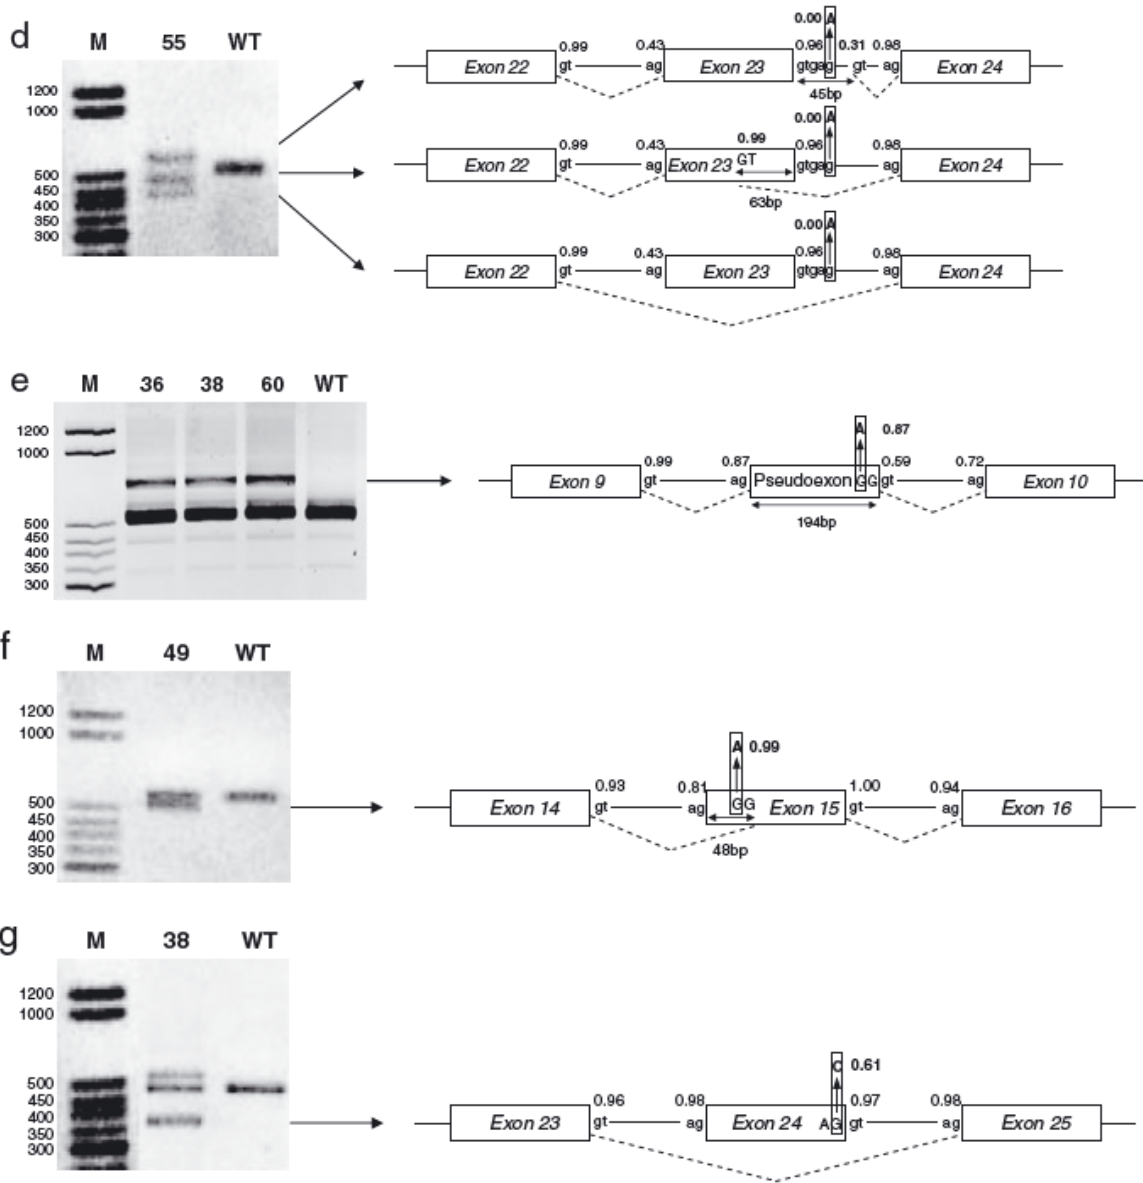 d
M 55 WT
1200
1000
500
450
400
350
300
0.00 A
0.99 0.43 0.96 0.31 0.98
Exon 22 gt ag Exon 23 gtgag gt ag Exon 24
45bp
0.00 A
0.99 0.43 0.99 0.96 0.98
Exon 22 gt ag Exon 23 GT gtgag ag Exon 24
63bp
0.00 A
0.99 0.43 0.96 0.98
Exon 22 gt ag Exon 23 gtgag ag Exon 24
e
M 36 38 60 WT
1200
1000
500
450
400
350
300
A 0.87
0.99 0.87 0.59 0.72
Exon 9 gt ag Pseudoexon GG gt ag Exon 10
194bp
f
M 49 WT
1200
1000
500
450
400
350
300
A 0.99
0.93 0.81 1.00 0.94
Exon 14 gt ag GG Exon 15 gt ag Exon 16
48bp
g
M 38 WT
1200
1000
500
450
400
350
300
C 0.61
0.96 0.98 0.97 0.98
Exon 23 gt ag Exon 24 AG gt ag Exon 25